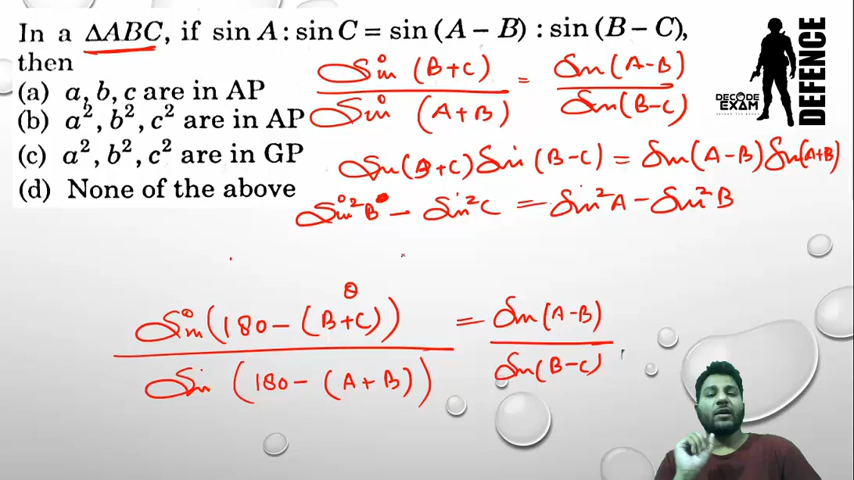 In a ΔABC, if sin A : sin C = sin (A – B) : sin (B – C),
then
(a) a, b, c are in AP
(b) a², b², c² are in AP
(c) a², b², c² are in GP
(d) None of the above
Sin (B+C) / Sin (A+B) = Sin(A-B) / Sin(B-C)
Sin(B+C) Sin (B-C) = Sin(A-B) Sin(A+B)
Sin²B - Sin²C = Sin²A - Sin²B
θ
Sin(180-(B+C)) / Sin (180-(A+B)) = Sin(A-B) / Sin(B-C)
DECODE EXAM
DEFENCE